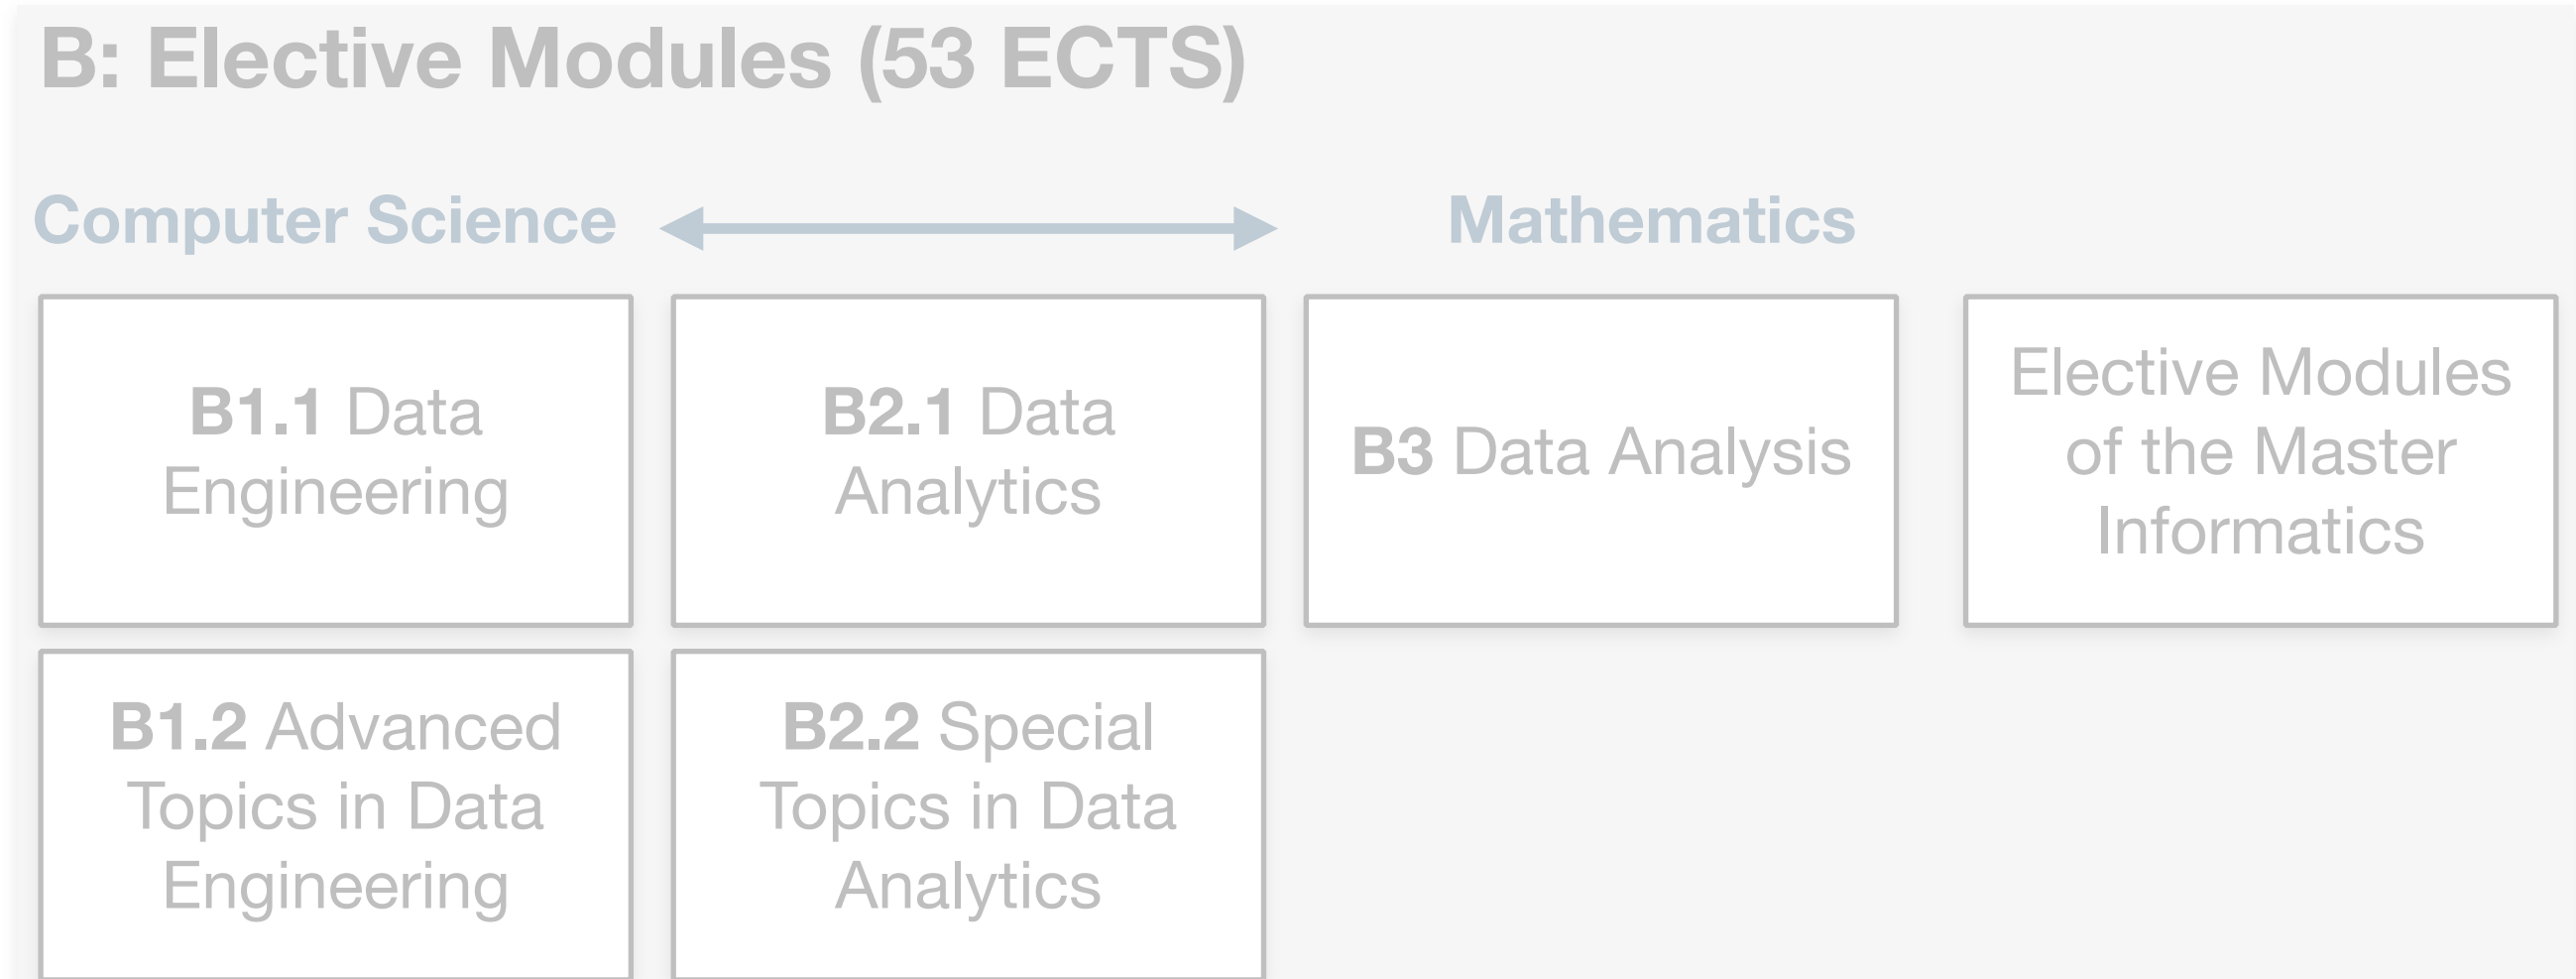 B: Elective Modules (53 ECTS)
Computer Science
Mathematics
B1.1 Data
Engineering
B2.1 Data
Analytics
B3 Data Analysis
Elective Modules
of the Master
Informatics
B1.2 Advanced
Topics in Data
Engineering
B2.2 Special
Topics in Data
Analytics